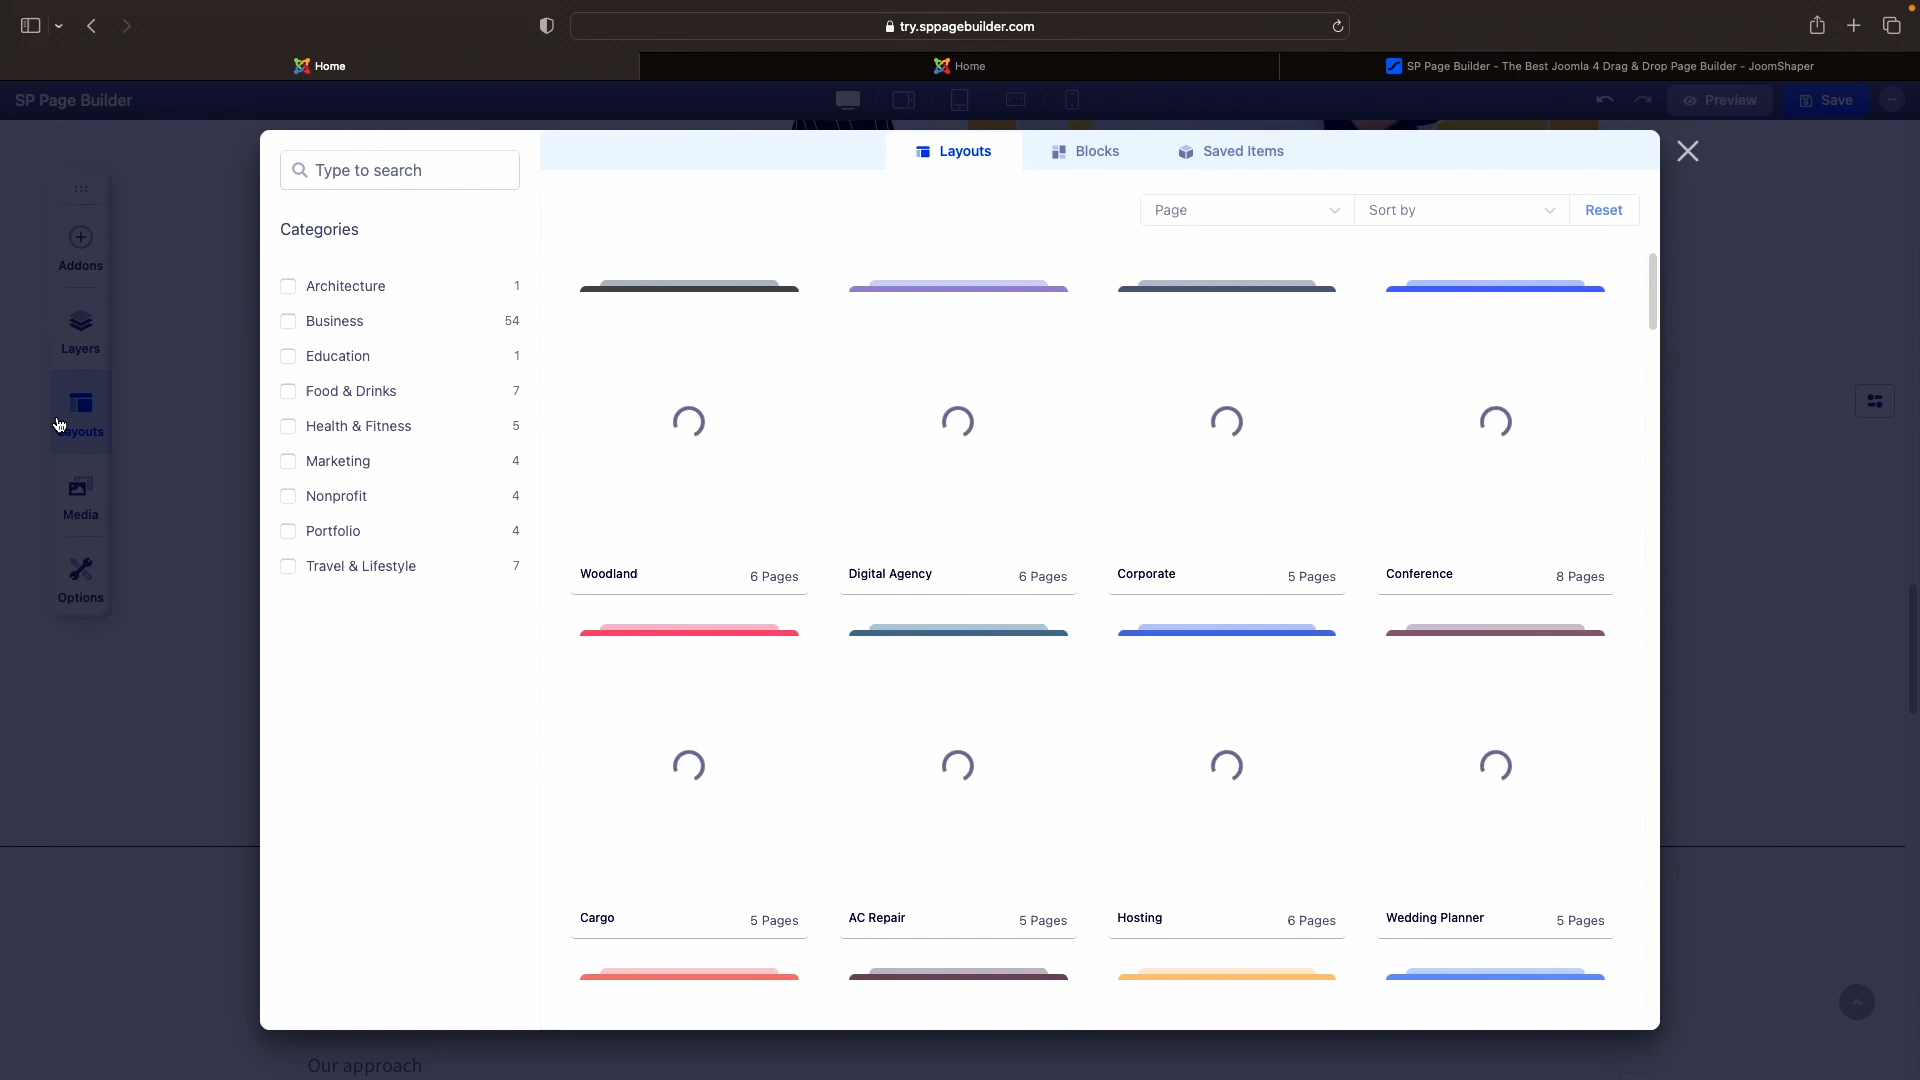 try.sppagebuilder.com
Home
Home
SP Page Builder - The Best Joomla 4 Drag & Drop Page Builder - JoomShaper
SP Page Builder
Preview
Save
Type to search
Layouts
Blocks
Saved Items
Page
Sort by
Reset
Categories
Architecture 1
Business 54
Education 1
Food & Drinks 7
Health & Fitness 5
Marketing 4
Nonprofit 4
Portfolio 4
Travel & Lifestyle 7
Addons
Layers
Layouts
Media
Options
Woodland 6 Pages
Digital Agency 6 Pages
Corporate 5 Pages
Conference 8 Pages
Cargo 5 Pages
AC Repair 5 Pages
Hosting 6 Pages
Wedding Planner 5 Pages
Our approach